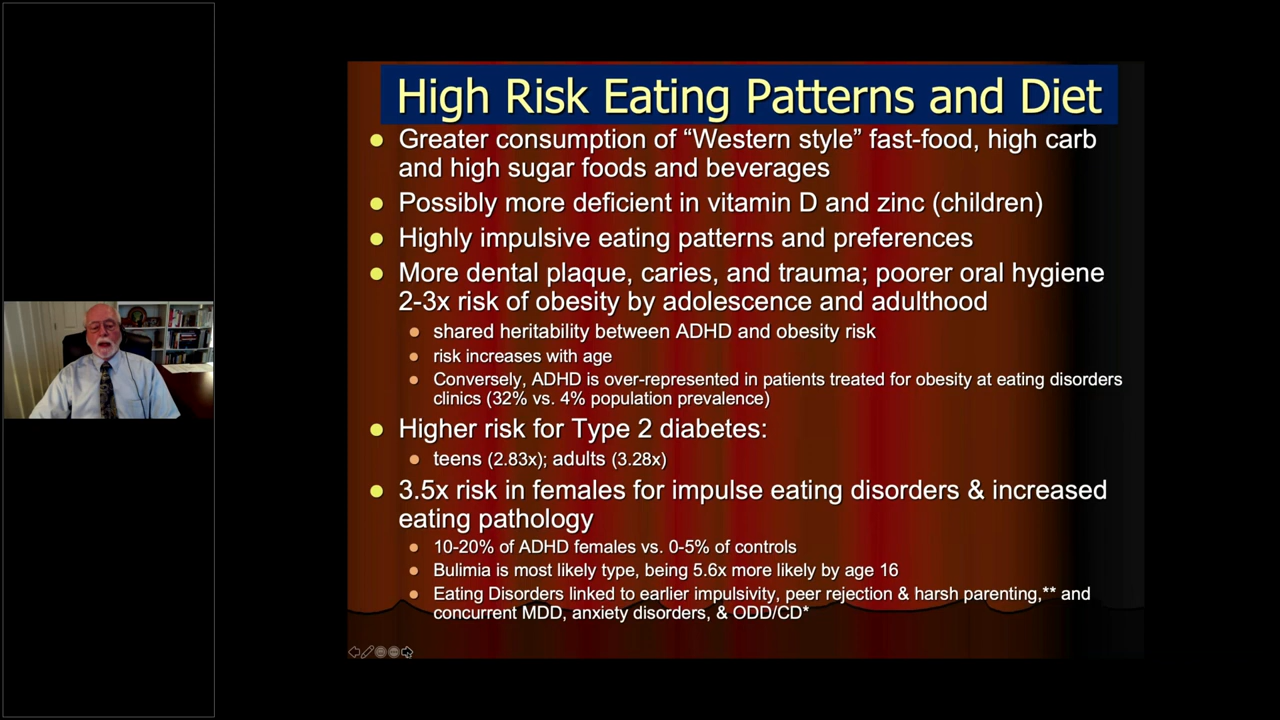 High Risk Eating Patterns and Diet
Greater consumption of “Western style” fast-food, high carb
and high sugar foods and beverages
Possibly more deficient in vitamin D and zinc (children)
Highly impulsive eating patterns and preferences
More dental plaque, caries, and trauma; poorer oral hygiene
2-3x risk of obesity by adolescence and adulthood
shared heritability between ADHD and obesity risk
risk increases with age
Conversely, ADHD is over-represented in patients treated for obesity at eating disorders
clinics (32% vs. 4% population prevalence)
Higher risk for Type 2 diabetes:
teens (2.83x); adults (3.28x)
3.5x risk in females for impulse eating disorders & increased
eating pathology
10-20% of ADHD females vs. 0-5% of controls
Bulimia is most likely type, being 5.6x more likely by age 16
Eating Disorders linked to earlier impulsivity, peer rejection & harsh parenting,** and
concurrent MDD, anxiety disorders, & ODD/CD*